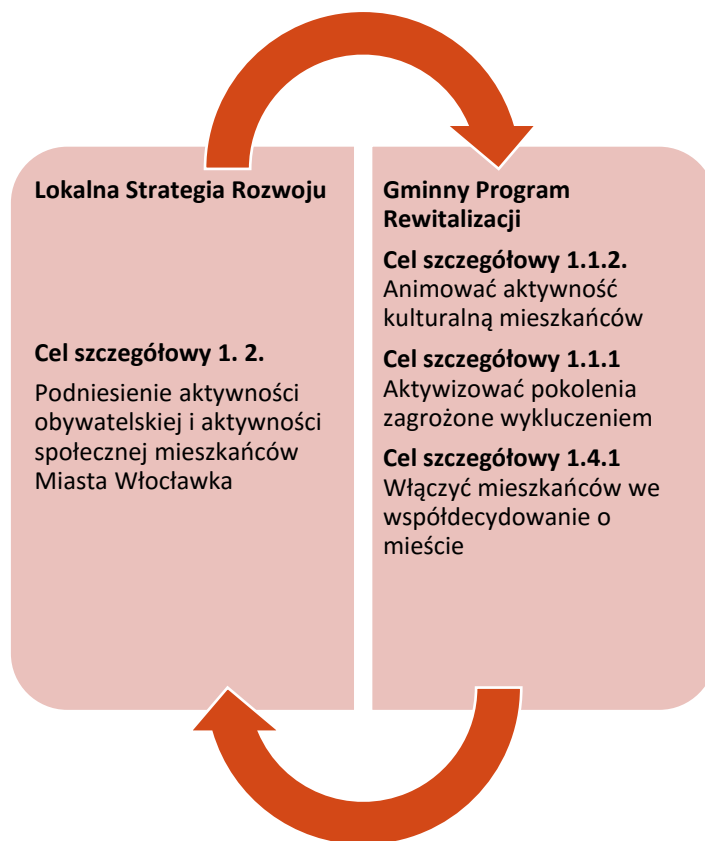 Lokalna Strategia Rozwoju
Cel szczegółowy 1. 2.
Podniesienie aktywności
obywatelskiej i aktywności
społecznej mieszkańców
Miasta Włocławka
Gminny Program
Rewitalizacji
Cel szczegółowy 1.1.2.
Animować aktywność
kulturalną mieszkańców
Cel szczegółowy 1.1.1
Aktywizować pokolenia
zagrożone wykluczeniem
Cel szczegółowy 1.4.1
Włączyć mieszkańców we
współdecydowanie o
mieście